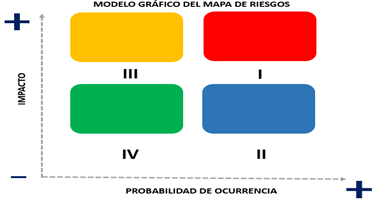 MODELO GRÁFICO DEL MAPA DE RIESGOS
+
IMPACTO
III
I
IV
II
–
PROBABILIDAD DE OCURRENCIA
+